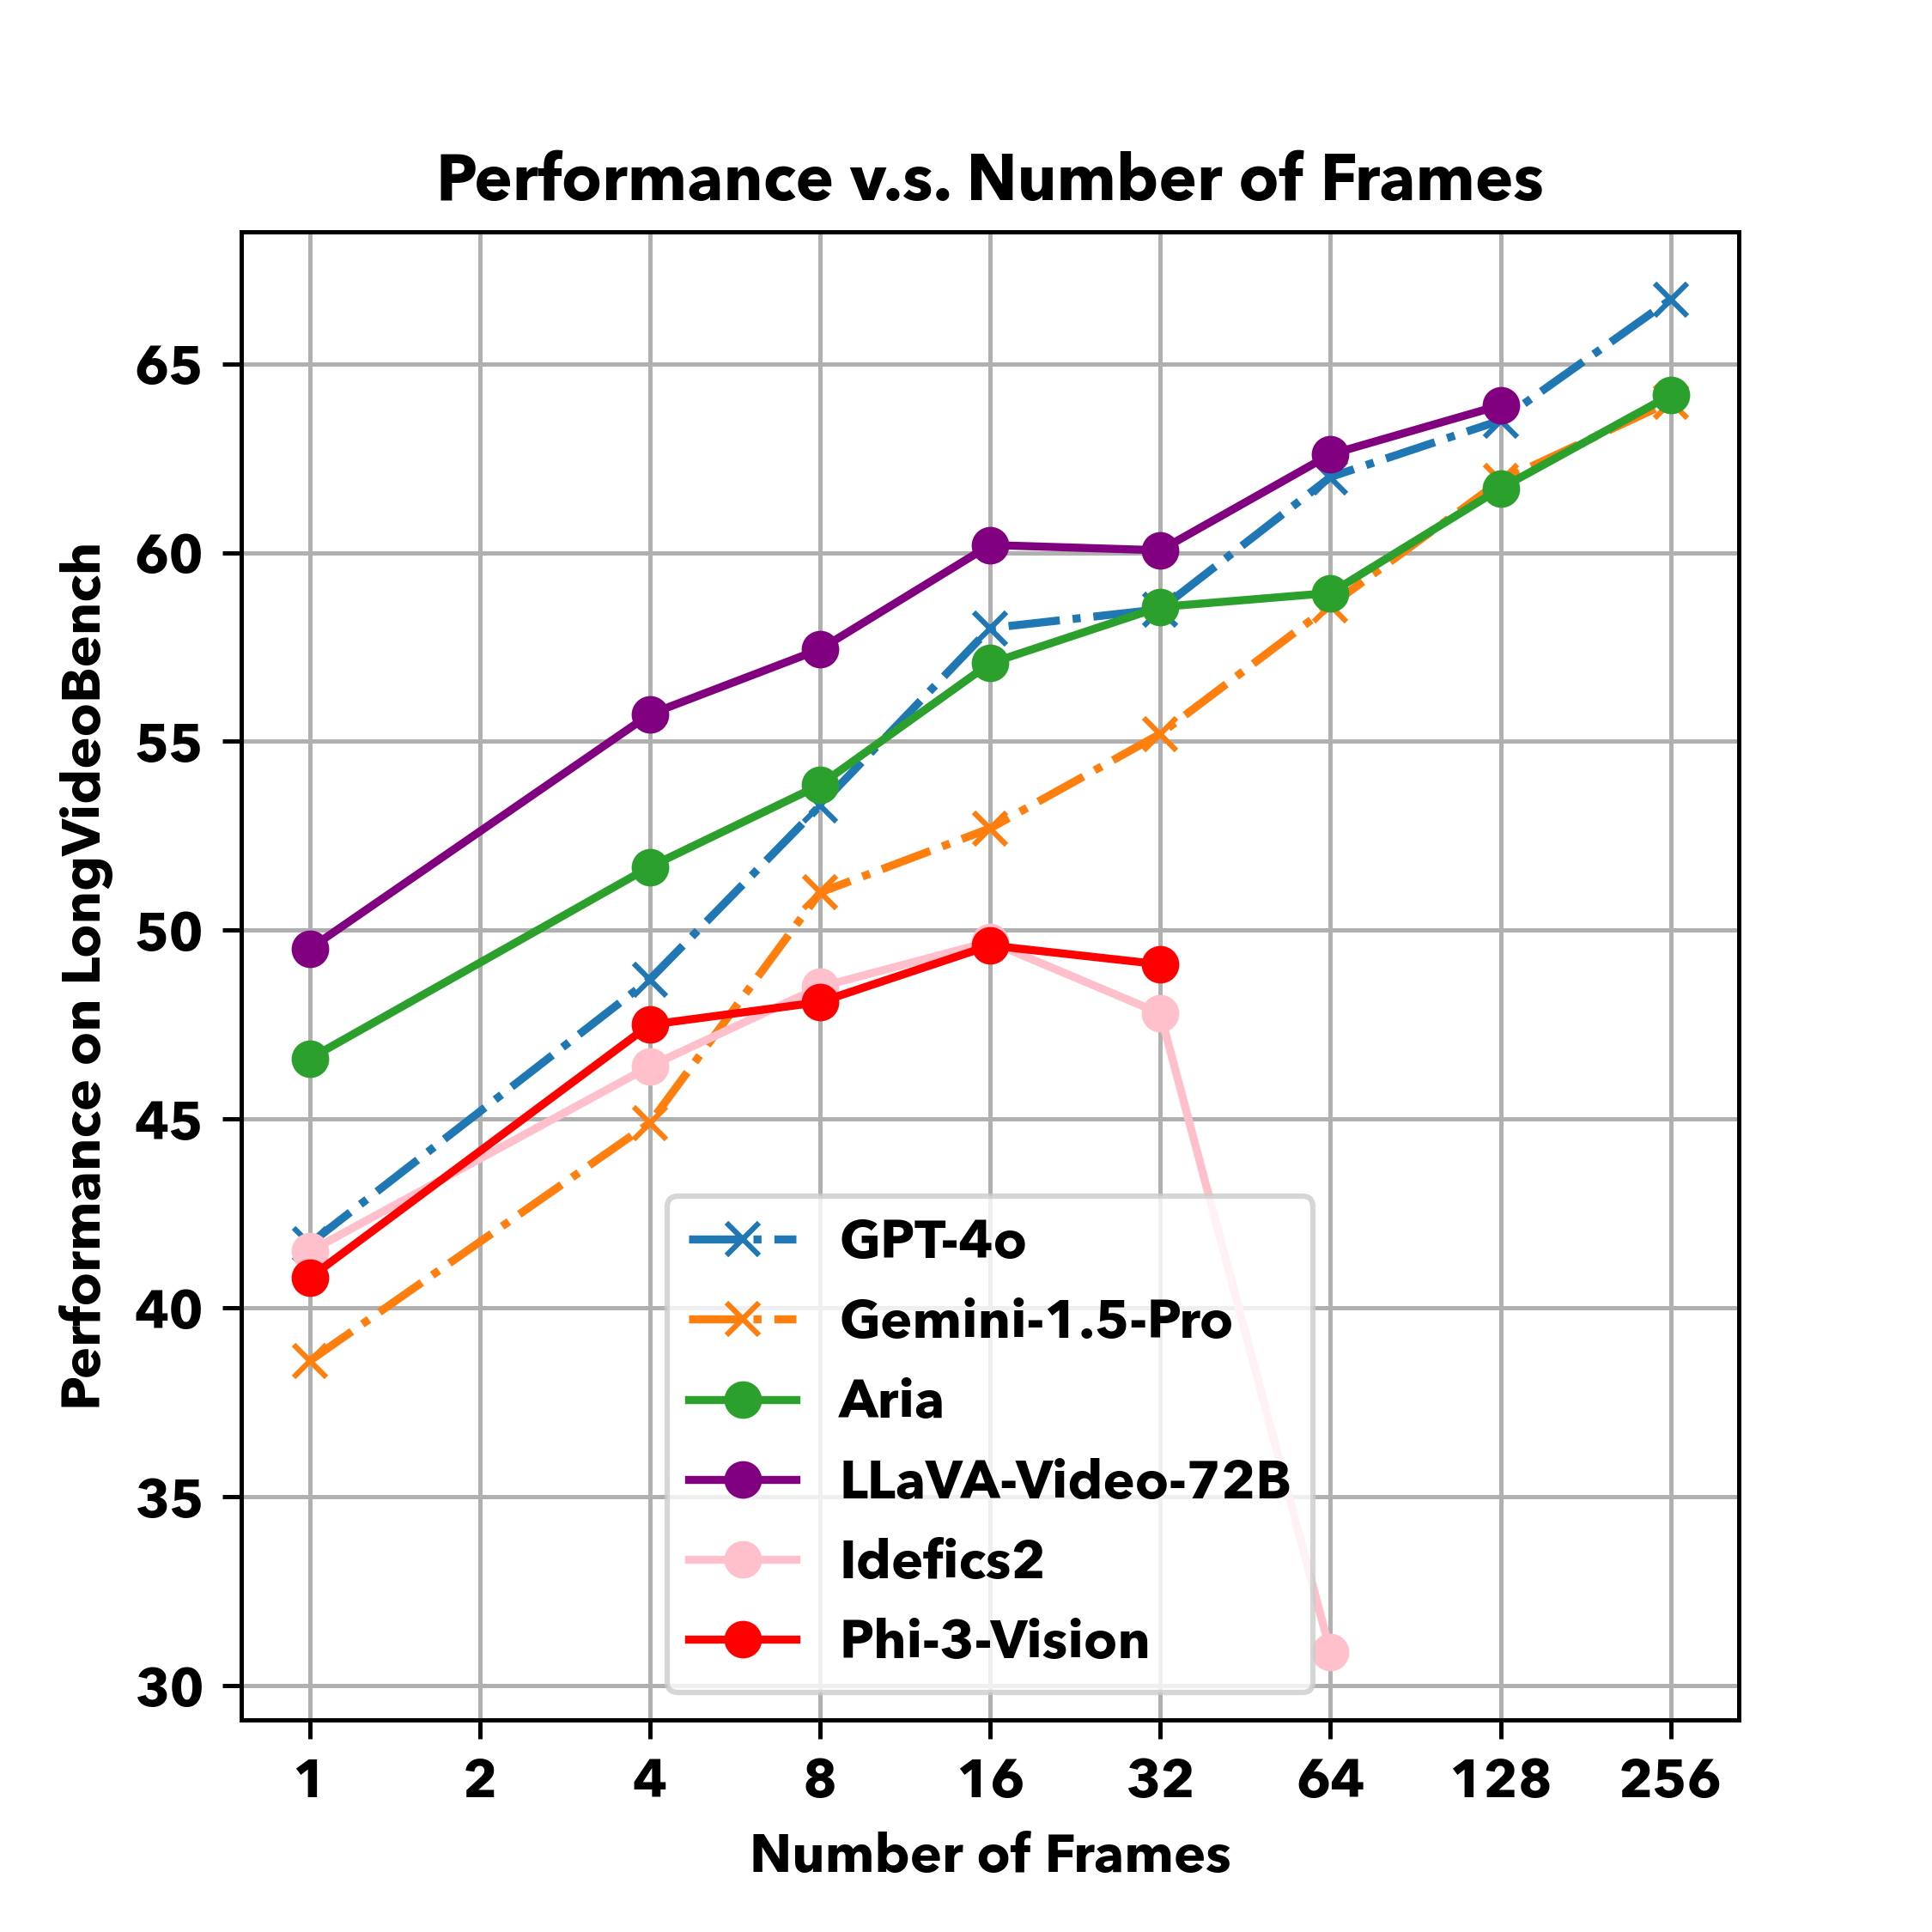 Performance v.s. Number of Frames
Performance on LongVideoBench
65
60
55
50
45
40
35
30
GPT-4o
Gemini-1.5-Pro
Aria
LLaVA-Video-72B
Idefics2
Phi-3-Vision
1 2 4 8 16 32 64 128 256
Number of Frames